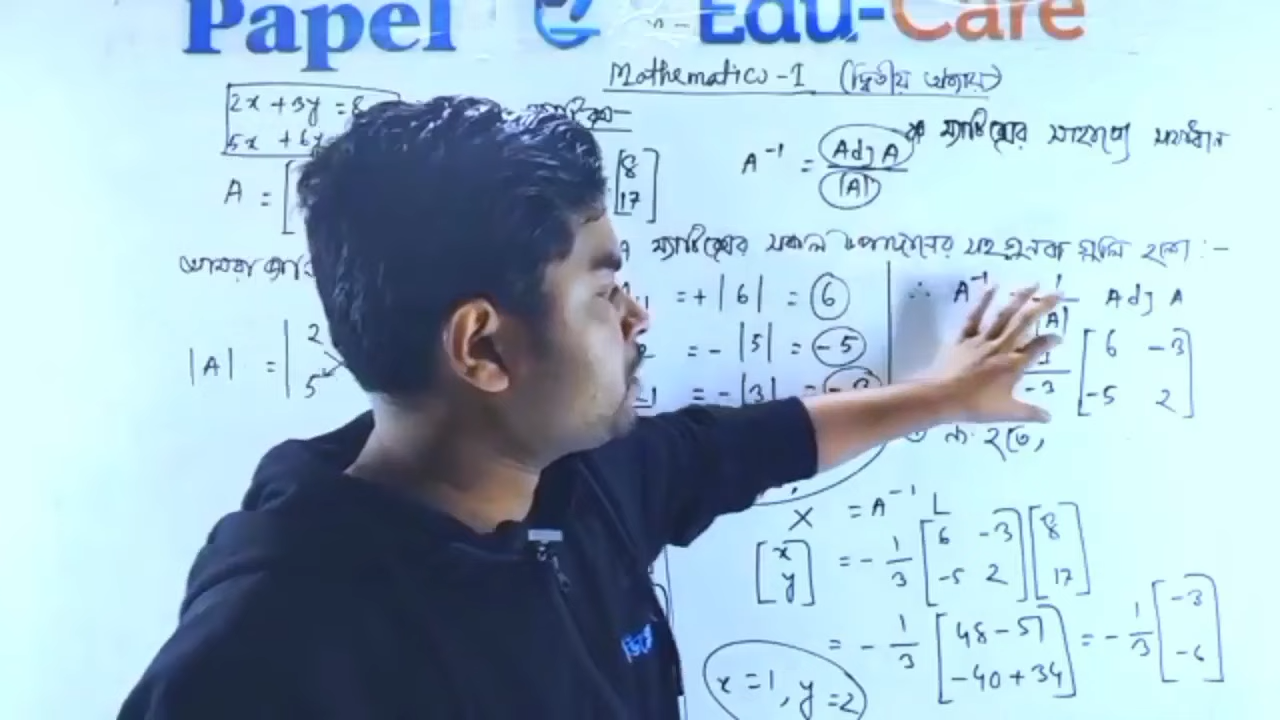 Papel Edu-Care
Mathematics-1 (দ্বিতীয় অধ্যায়)
2x + 3y = 8
5x + 6y
A = [
[8
17]
A⁻¹ = Adj A / |A|
ম্যাট্রিক্সের সাহায্যে সমাধান
ম্যাট্রিক্সের সকল উপাদানের সহগুনক গুলি হলো :-
আমরা জানি
|A| = | 2
5
= + |6| = 6
= - |5| = -5
= - |3| = -3
∴ A⁻¹ = 1/|A| Adj A
1/-3 [6 -3
-5 2]
নং হতে,
X = A⁻¹ L
[x
y] = - 1/3 [6 -3
-5 2] [8
17]
= - 1/3 [48 - 51
-40 + 34] = - 1/3 [-3
-6]
x = 1, y = 2